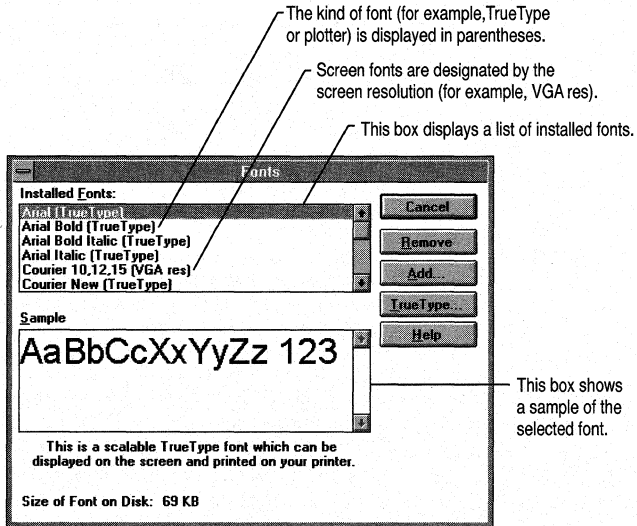 The kind of font (for example,TrueType
or plotter) is displayed in parentheses.
Screen fonts are designated by the
screen resolution (for example, VGA res).
This box displays a list of installed fonts.
Fonts
Installed Fonts:
Arial (TrueType)
Arial Bold (TrueType)
Arial Bold Italic (TrueType)
Arial Italic (TrueType)
Courier 10,12,15 (VGA res)
Courier New (TrueType)
Cancel
Remove
Add...
TrueType...
Help
Sample
AaBbCcXxYyZz 123
This box shows
a sample of the
selected font.
This is a scalable TrueType font which can be
displayed on the screen and printed on your printer.
Size of Font on Disk: 69 KB